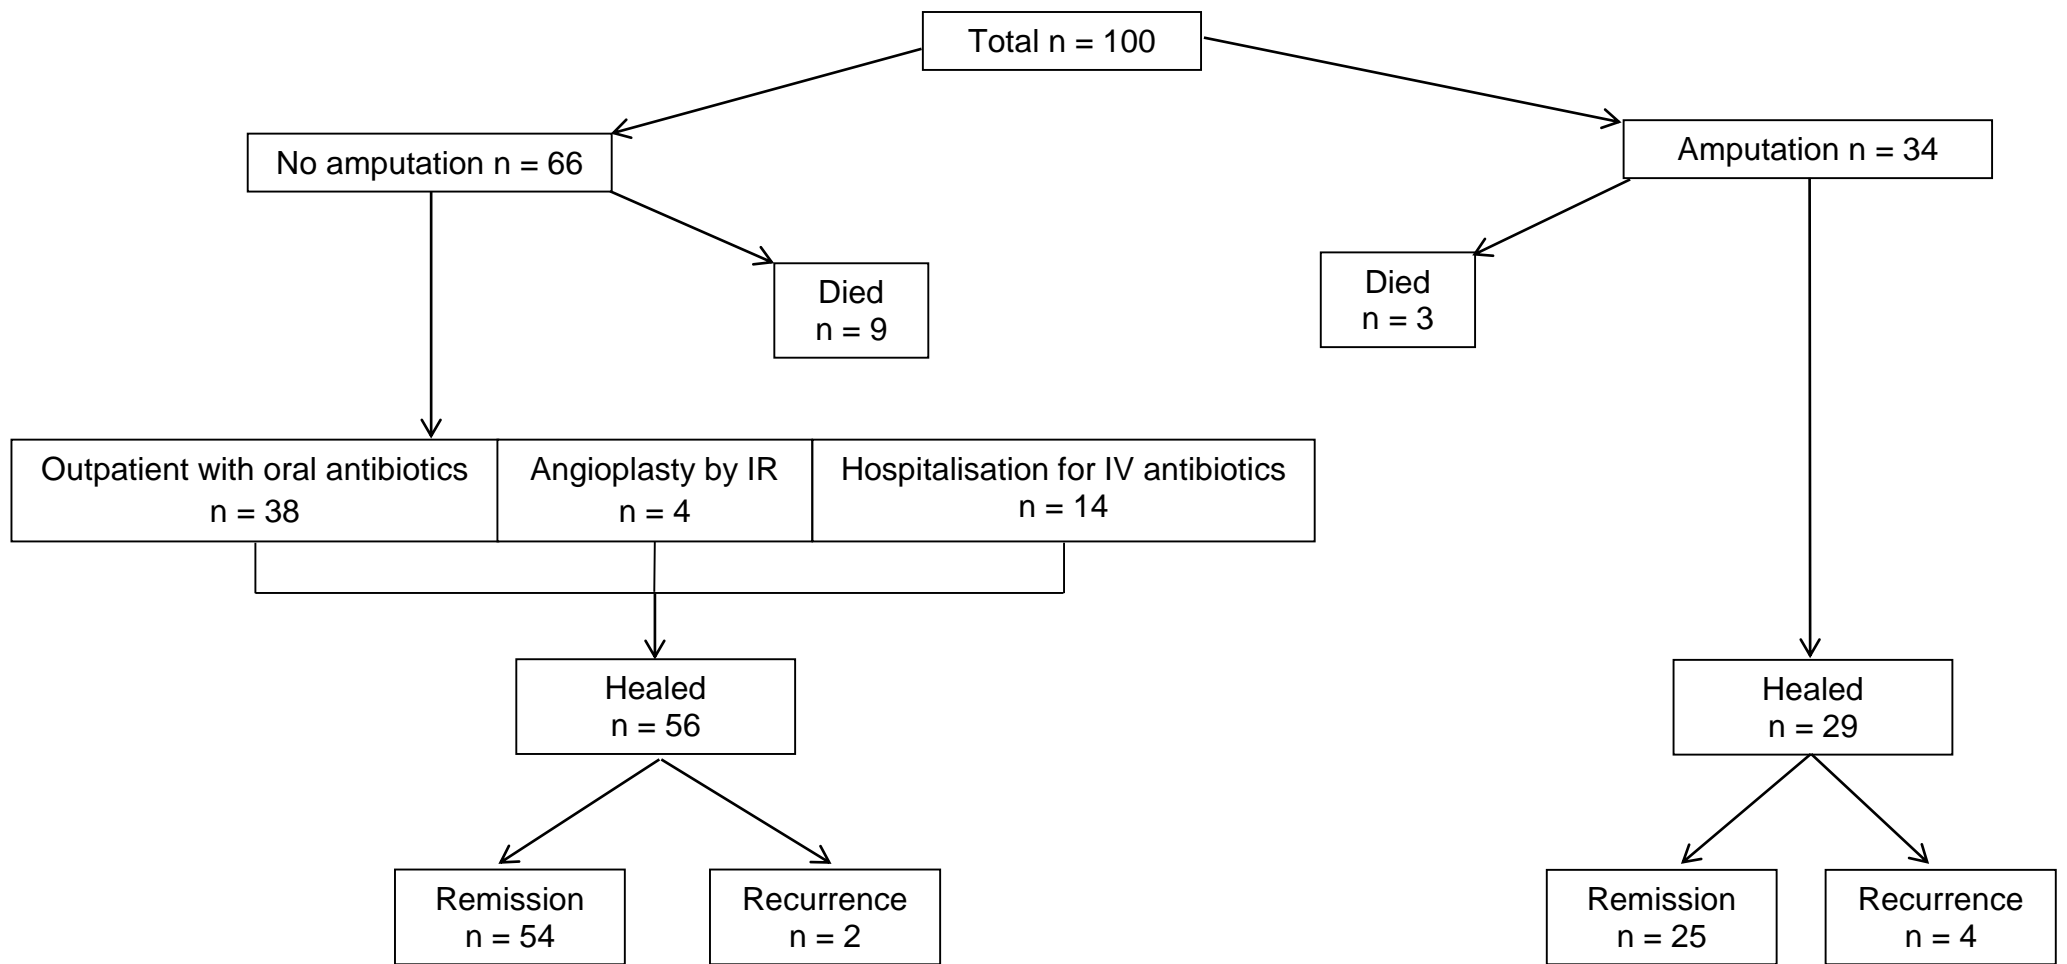 Total n = 100
No amputation n = 66
Amputation n = 34
Died
n = 9
Died
n = 3
Outpatient with oral antibiotics
n = 38
Angioplasty by IR
n = 4
Hospitalisation for IV antibiotics
n = 14
Healed
n = 56
Healed
n = 29
Remission
n = 54
Recurrence
n = 2
Remission
n = 25
Recurrence
n = 4